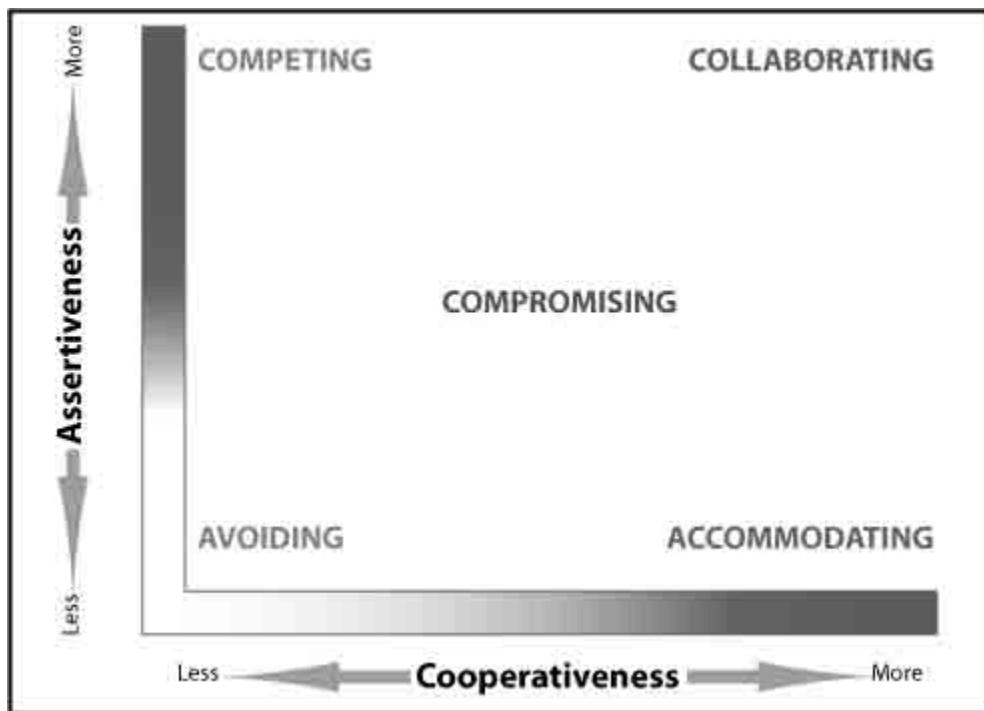 More
COMPETING
COLLABORATING
Assertiveness
COMPROMISING
AVOIDING
ACCOMMODATING
Less
Less
Cooperativeness
More